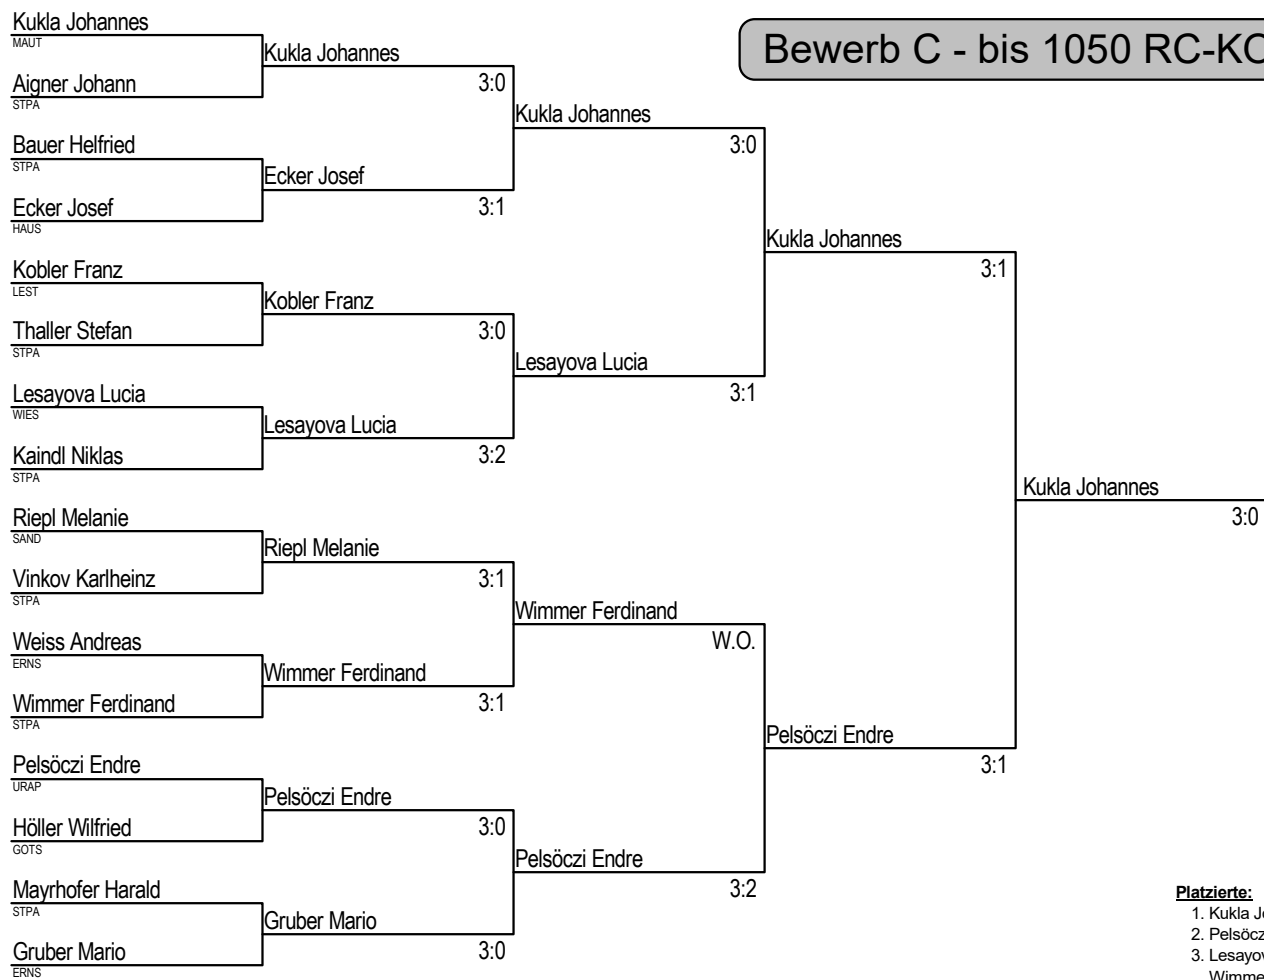 Bewerb C - bis 1050 RC-KO
Kukla Johannes
MAUT
Aigner Johann
STPA
Bauer Helfried
STPA
Ecker Josef
HAUS
Kobler Franz
LEST
Thaller Stefan
STPA
Lesayova Lucia
WIES
Kaindl Niklas
STPA
Riepl Melanie
SAND
Vinkov Karlheinz
STPA
Weiss Andreas
ERNS
Wimmer Ferdinand
STPA
Pelsöczi Endre
URAP
Höller Wilfried
GOTS
Mayrhofer Harald
STPA
Gruber Mario
ERNS
Kukla Johannes
3:0
Ecker Josef
3:1
Kobler Franz
3:0
Lesayova Lucia
3:2
Riepl Melanie
3:1
Wimmer Ferdinand
3:1
Pelsöczi Endre
3:0
Gruber Mario
3:0
Kukla Johannes
3:0
Lesayova Lucia
3:1
Wimmer Ferdinand
W.O.
Pelsöczi Endre
3:2
Kukla Johannes
3:1
Pelsöczi Endre
3:1
Kukla Johannes
3:0
Platzierte:
1. Kukla Jo
2. Pelsöcz
3. Lesayov
Wimme